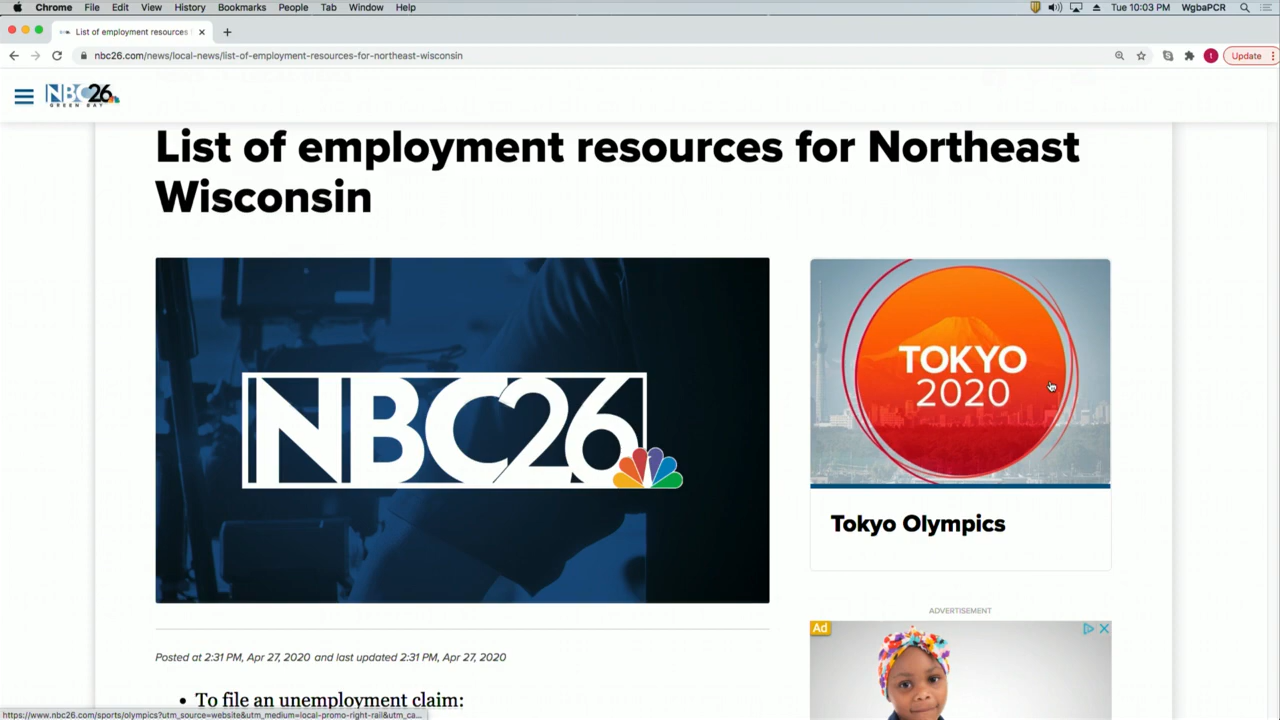 Chrome File Edit View History Bookmarks People Tab Window Help Tue 10:03 PM WgbaPCR
List of employment resources
nbc26.com/news/local-news/list-of-employment-resources-for-northeast-wisconsin
t
Update
NBC26
GREEN BAY
List of employment resources for Northeast
Wisconsin
NBC26
TOKYO
2020
Tokyo Olympics
ADVERTISEMENT
Ad
Posted at 2:31 PM, Apr 27, 2020 and last updated 2:31 PM, Apr 27, 2020
• To file an unemployment claim:
https://www.nbc26.com/sports/olympics?utm_source=website&utm_medium=local-promo-right-rail&utm_ca...